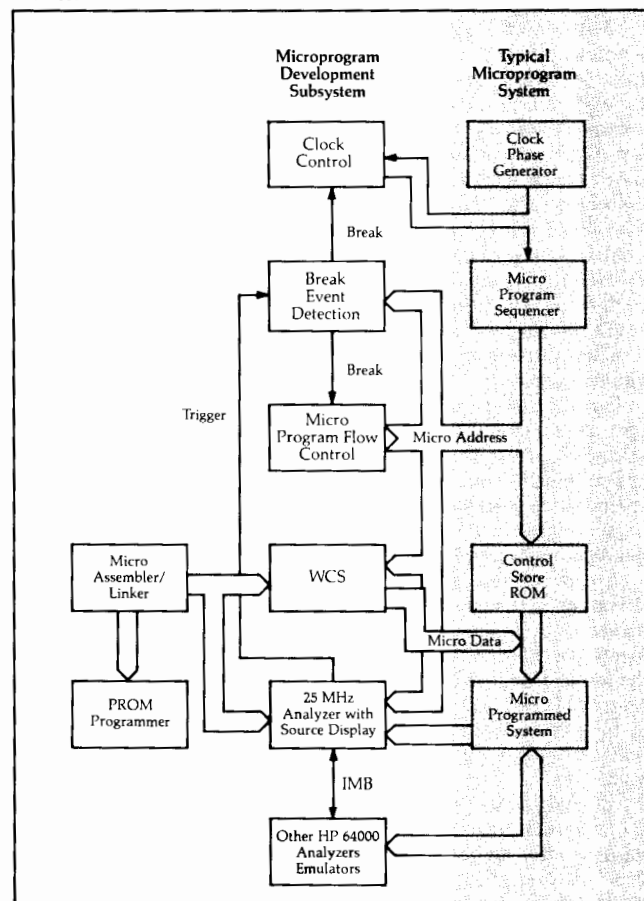 Microprogram
Development
Subsystem
Typical
Microprogram
System
Clock
Control
Clock
Phase
Generator
Break
Break
Event
Detection
Micro
Program
Sequencer
Break
Trigger
Micro
Program Flow
Control
Micro Address
Micro
Assembler/
Linker
WCS
Control
Store
ROM
Micro Data
PROM
Programmer
25 MHz
Analyzer with
Source Display
Micro
Programmed
System
IMB
Other HP 64000
Analyzers
Emulators